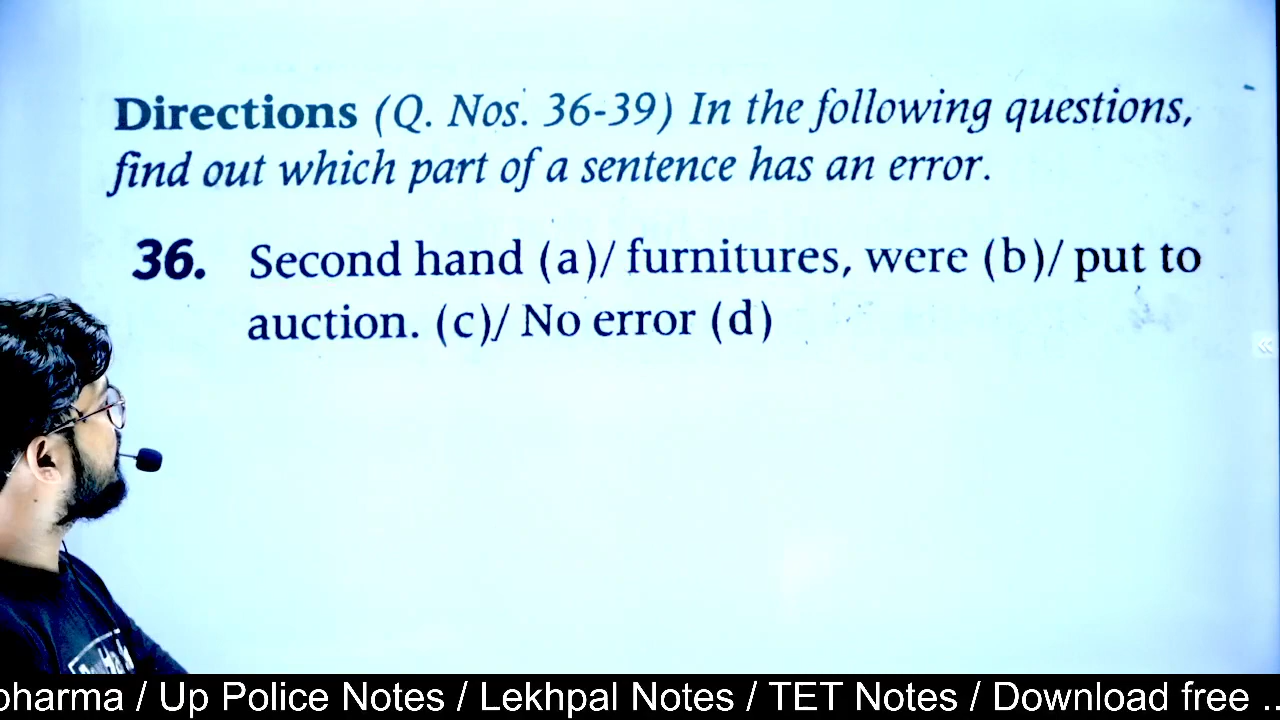 Directions (Q. Nos. 36-39) In the following questions,
find out which part of a sentence has an error.
36. Second hand (a)/ furnitures, were (b)/ put to
auction. (c)/ No error (d)
pharma / Up Police Notes / Lekhpal Notes / TET Notes / Download free ..